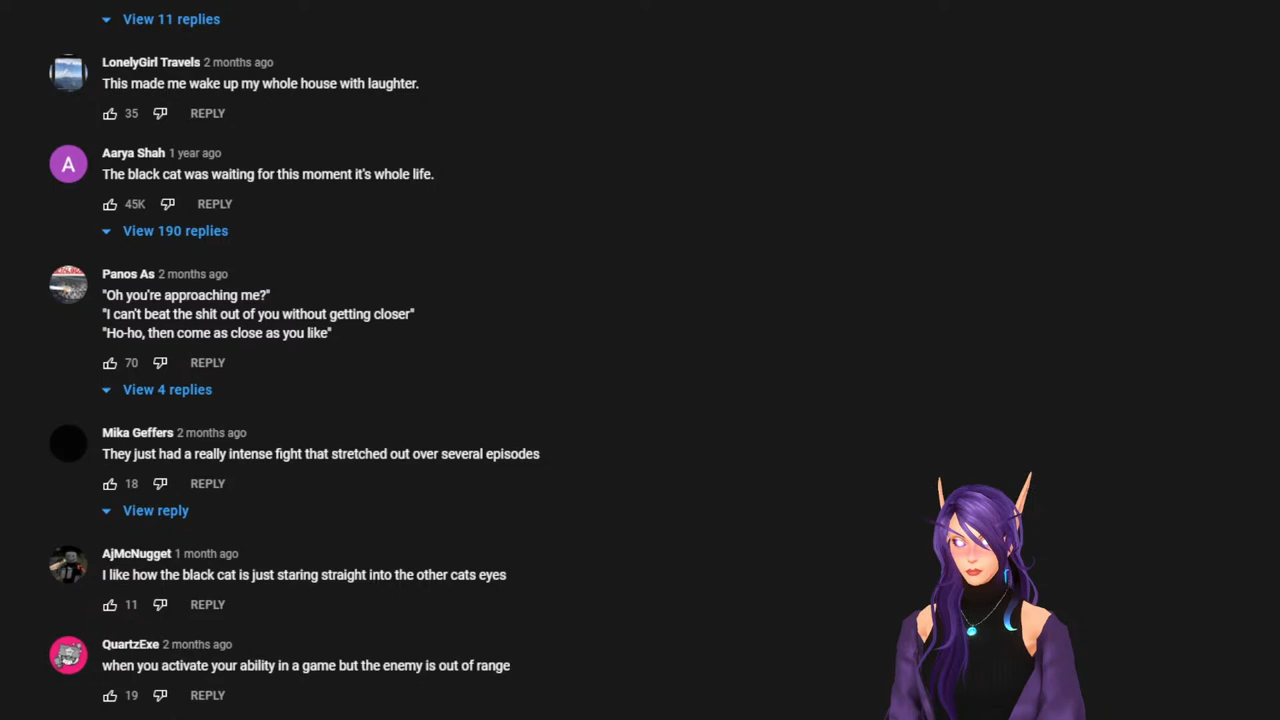 View 11 replies
LonelyGirl Travels 2 months ago
This made me wake up my whole house with laughter.
35 REPLY
A
Aarya Shah 1 year ago
The black cat was waiting for this moment it's whole life.
45K REPLY
View 190 replies
Panos As 2 months ago
"Oh you're approaching me?"
"I can't beat the shit out of you without getting closer"
"Ho-ho, then come as close as you like"
70 REPLY
View 4 replies
Mika Geffers 2 months ago
They just had a really intense fight that stretched out over several episodes
18 REPLY
View reply
AjMcNugget 1 month ago
I like how the black cat is just staring straight into the other cats eyes
11 REPLY
QuartzExe 2 months ago
when you activate your ability in a game but the enemy is out of range
19 REPLY